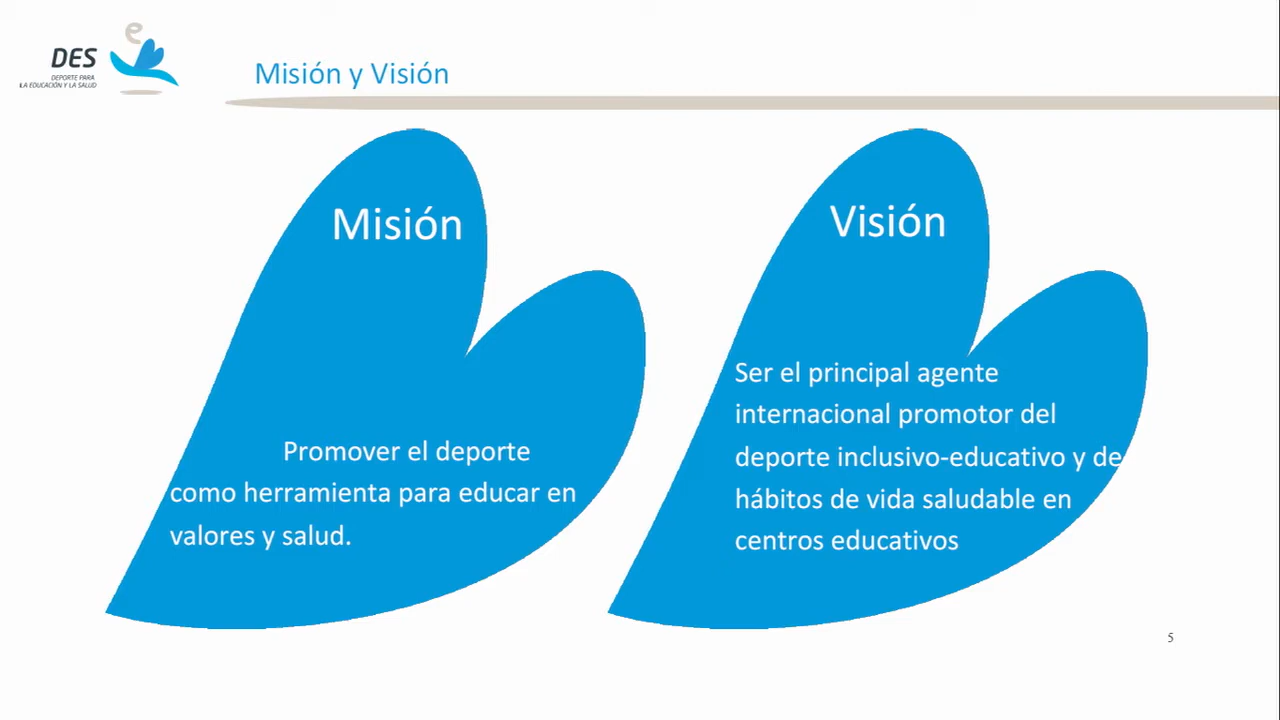 DES
DEPORTE PARA
LA EDUCACIÓN Y LA SALUD
Misión y Visión
Misión
Promover el deporte
como herramienta para educar en
valores y salud.
Visión
Ser el principal agente
internacional promotor del
deporte inclusivo-educativo y de
hábitos de vida saludable en
centros educativos
5